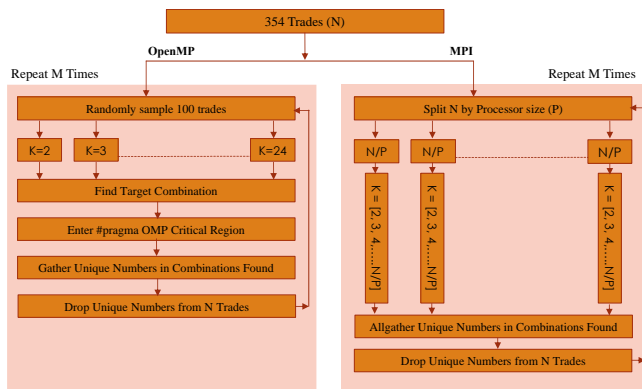 354 Trades (N)
OpenMP
MPI
Repeat M Times
Repeat M Times
Randomly sample 100 trades
K=2
K=3
K=24
Find Target Combination
Enter #pragma OMP Critical Region
Gather Unique Numbers in Combinations Found
Drop Unique Numbers from N Trades
Split N by Processor size (P)
N/P
N/P
N/P
K = [2, 3, 4,.....N/P]
K = [2, 3, 4,.....N/P]
K = [2, 3, 4,.....N/P]
Allgather Unique Numbers in Combinations Found
Drop Unique Numbers from N Trades